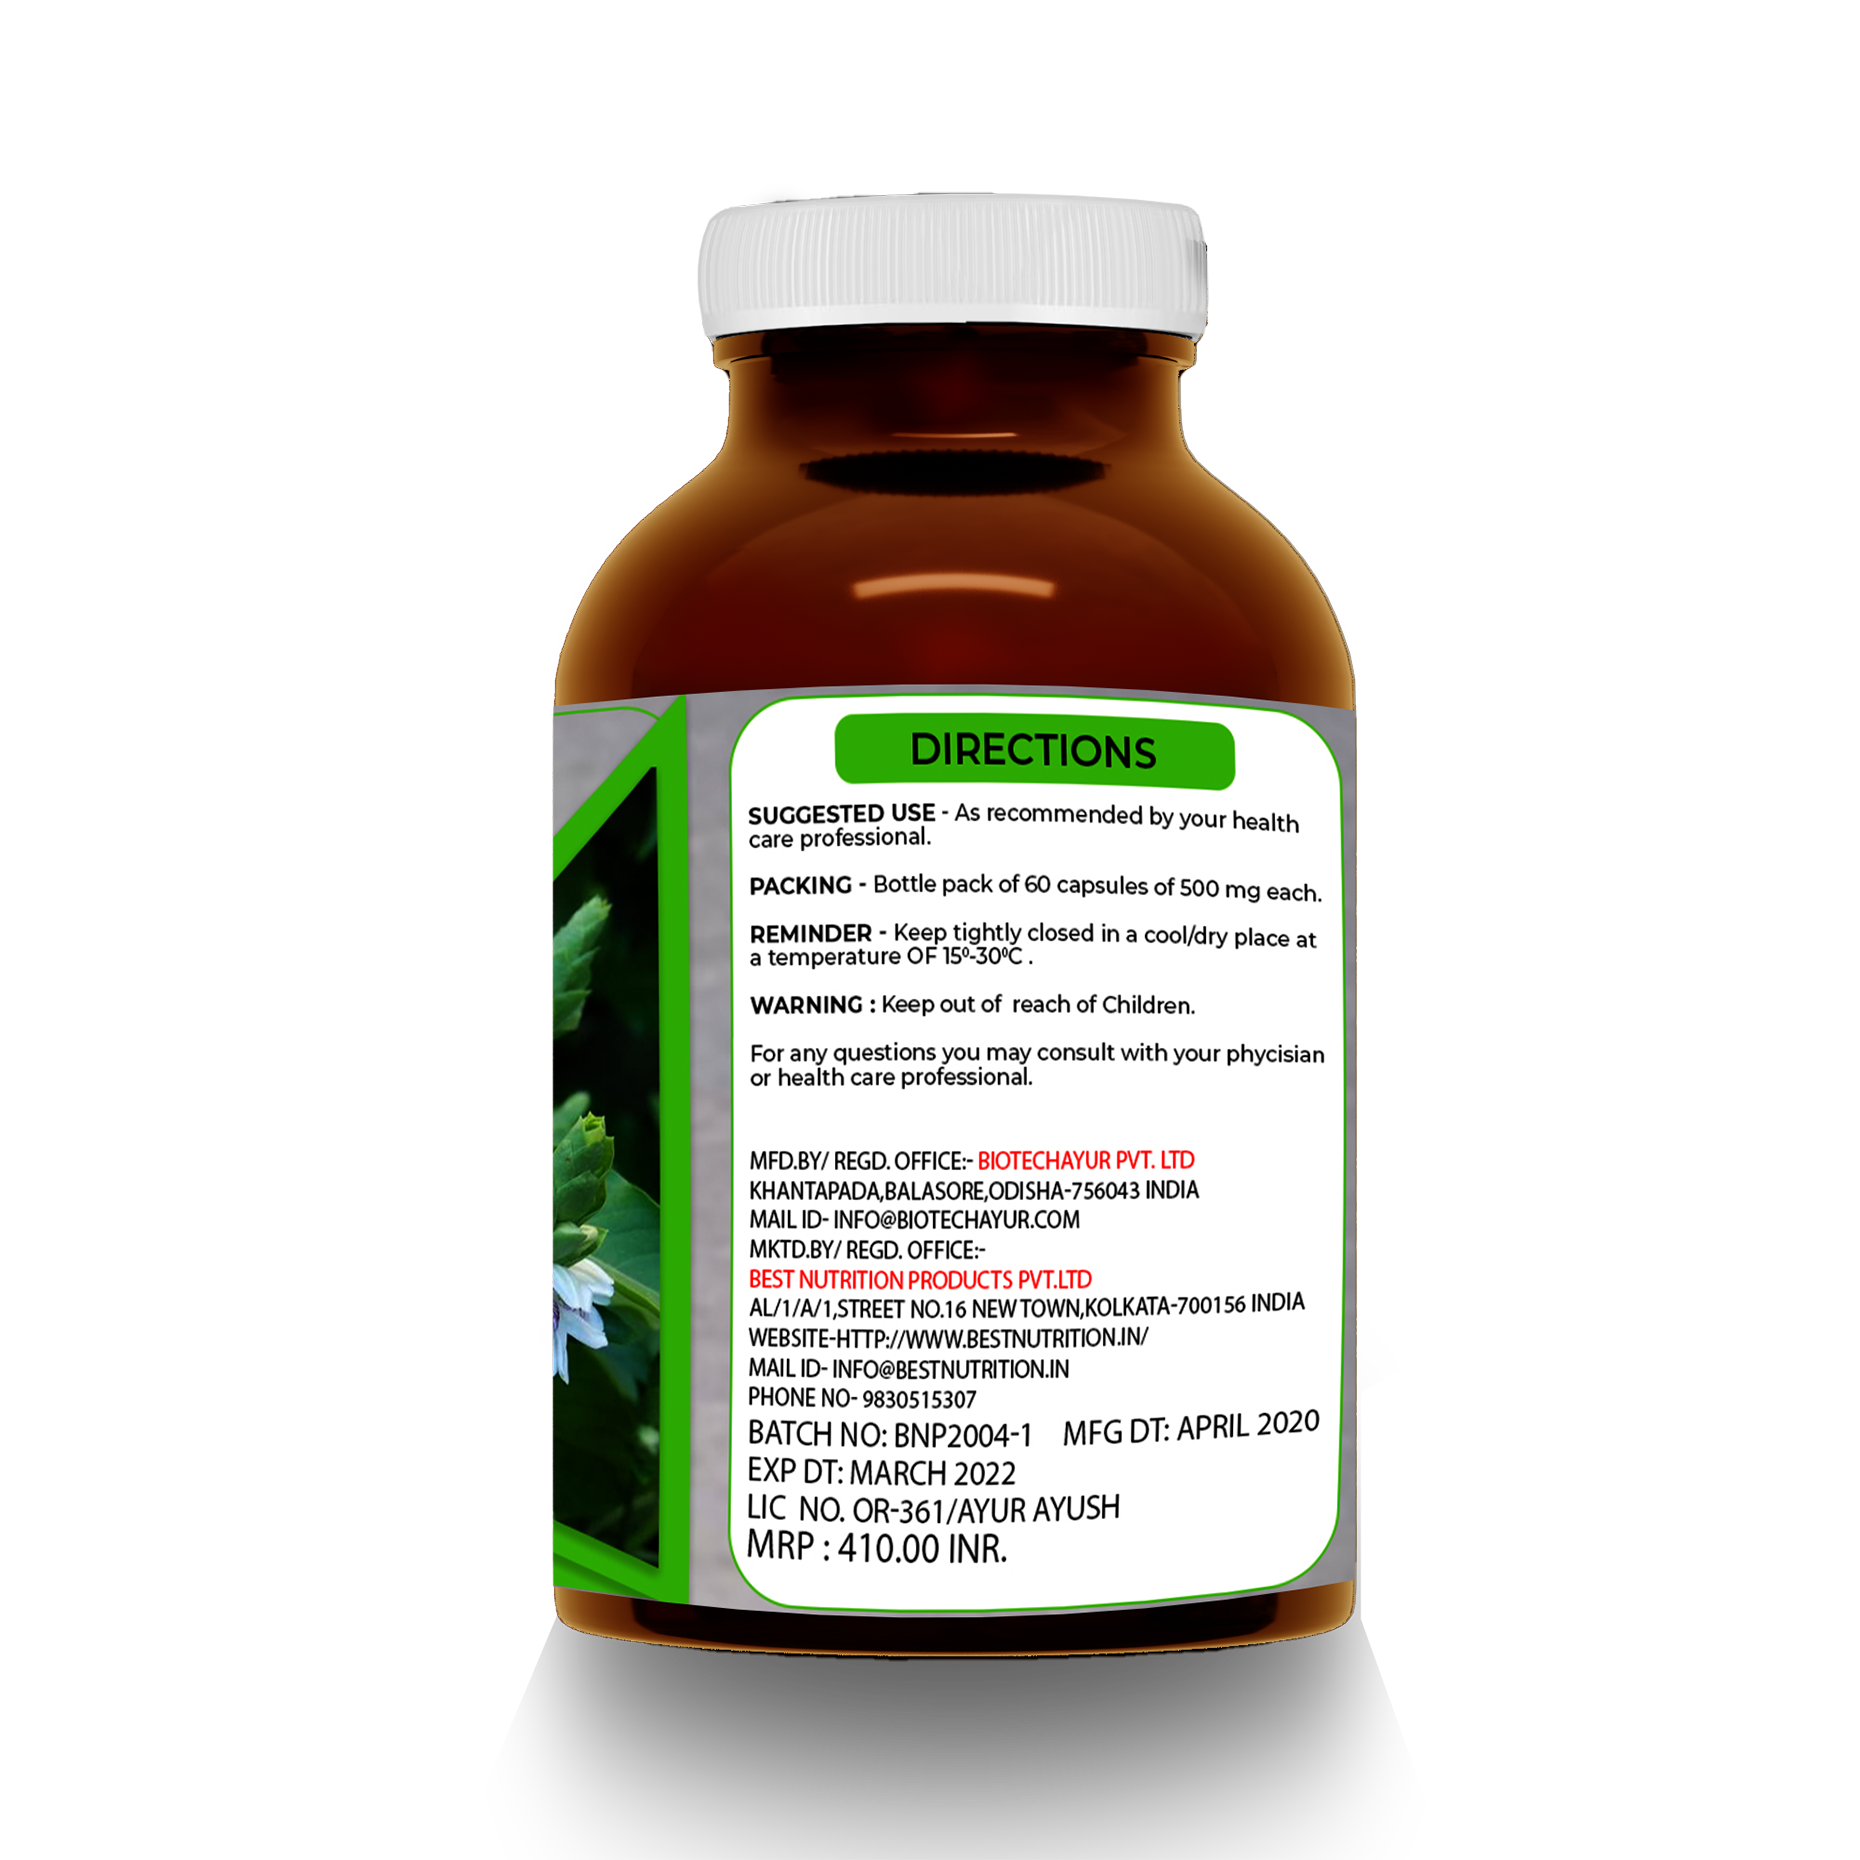 DIRECTIONS
SUGGESTED USE - As recommended by your health
care professional.
PACKING - Bottle pack of 60 capsules of 500 mg each.
REMINDER - Keep tightly closed in a cool/dry place at
a temperature OF 15⁰-30⁰C .
WARNING : Keep out of  reach of Children.
For any questions you may consult with your phycisian
or health care professional.
MFD.BY/ REGD. OFFICE:- BIOTECHAYUR PVT. LTD
KHANTAPADA,BALASORE,ODISHA-756043 INDIA
MAIL ID- INFO@BIOTECHAYUR.COM
MKTD.BY/ REGD. OFFICE:-
BEST NUTRITION PRODUCTS PVT.LTD
AL/1/A/1,STREET NO.16 NEW TOWN,KOLKATA-700156 INDIA
WEBSITE-HTTP://WWW.BESTNUTRITION.IN/
MAIL ID- INFO@BESTNUTRITION.IN
PHONE NO- 9830515307
BATCH NO: BNP2004-1    MFG DT: APRIL 2020
EXP DT: MARCH 2022
LIC  NO. OR-361/AYUR AYUSH
MRP : 410.00 INR.